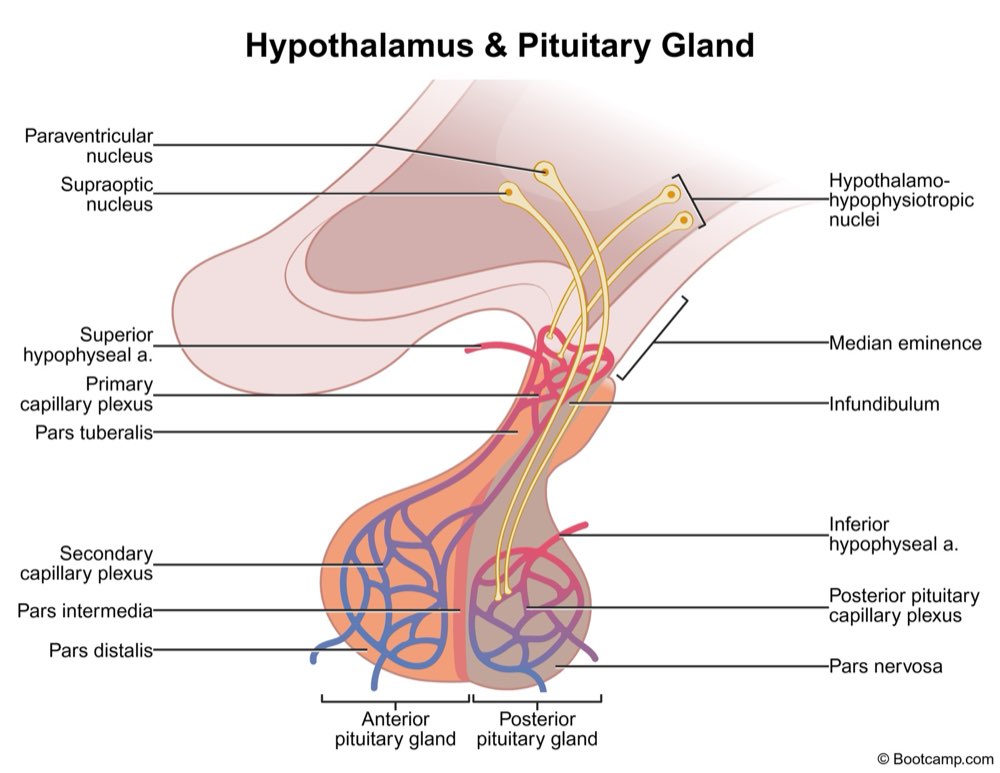 Hypothalamus & Pituitary Gland
Paraventricular
nucleus
Supraoptic
nucleus
Hypothalamo-
hypophysiotropic
nuclei
Superior
hypophyseal a.
Primary
capillary plexus
Pars tuberalis
Median eminence
Infundibulum
Secondary
capillary plexus
Pars intermedia
Pars distalis
Inferior
hypophyseal a.
Posterior pituitary
capillary plexus
Pars nervosa
Anterior
pituitary gland
Posterior
pituitary gland
© Bootcamp.com